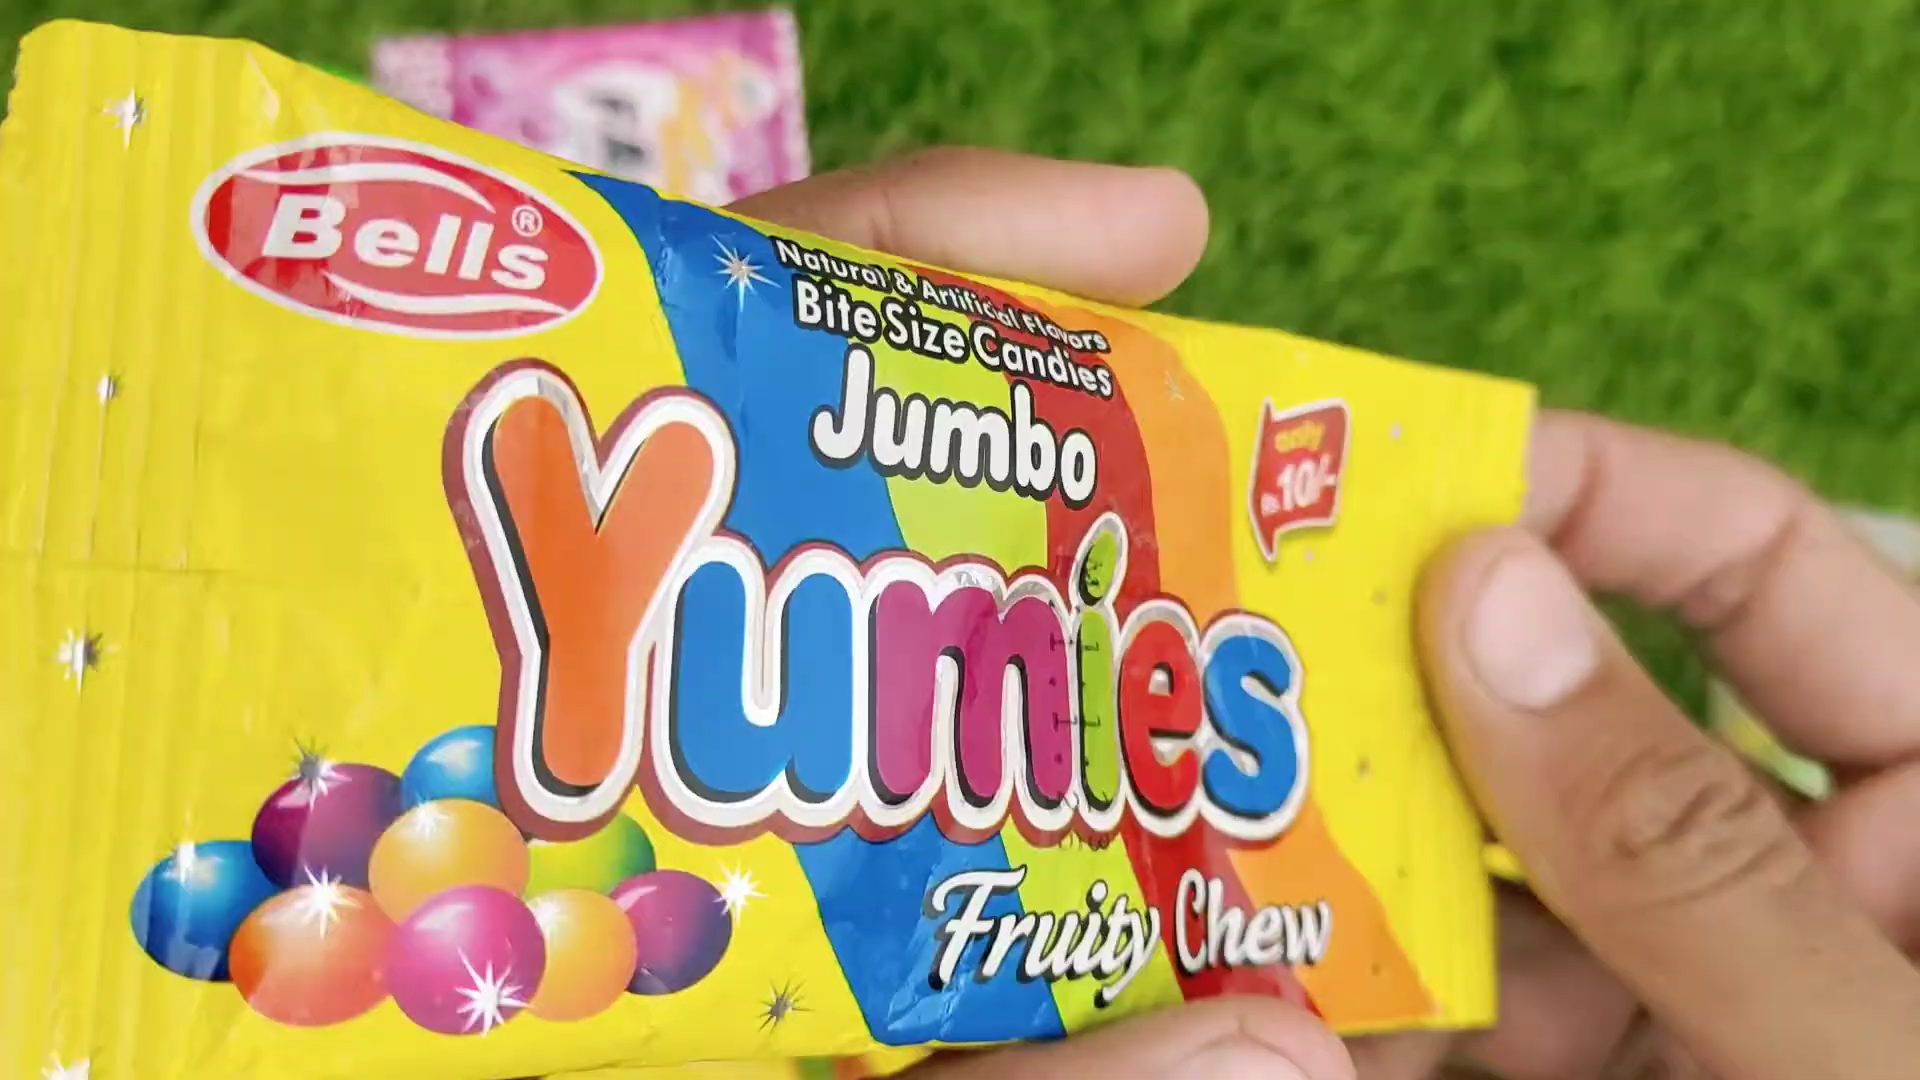 Bells®
Natural & Artificial Flavors
Bite Size Candies
Jumbo
Yumies
Fruity Chew
only
Rs.10/-